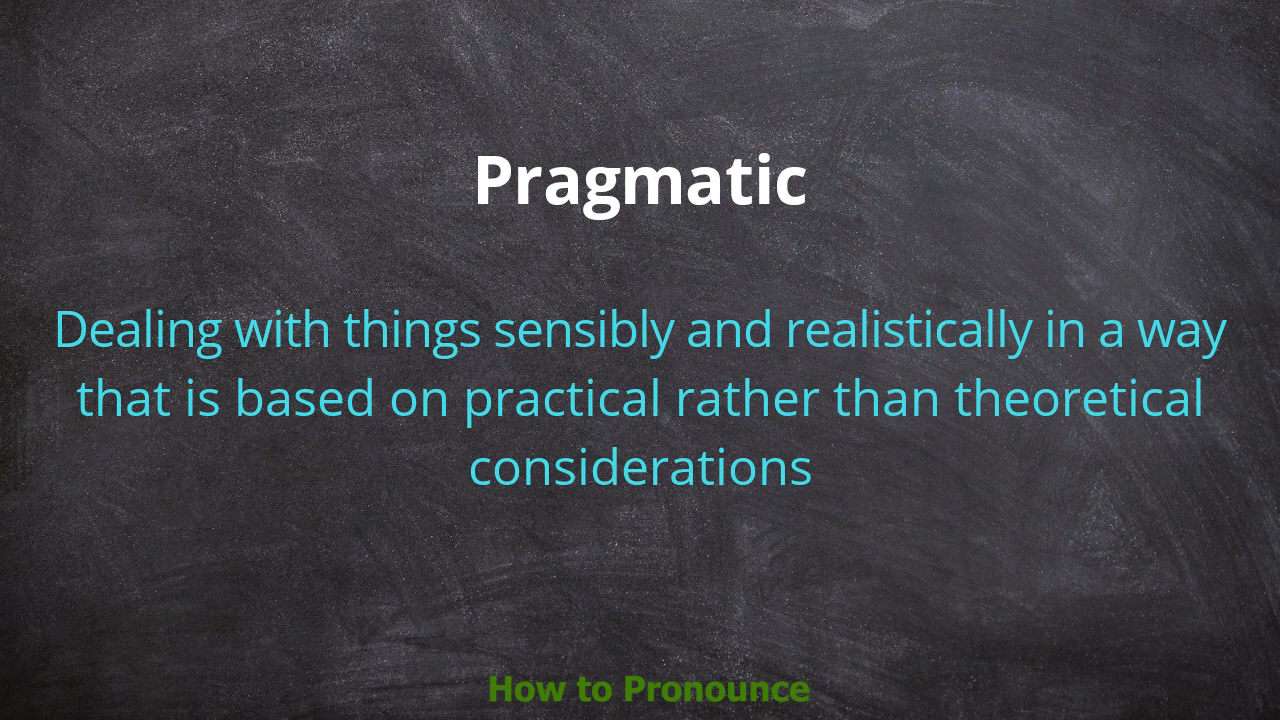 Pragmatic
Dealing with things sensibly and realistically in a way
that is based on practical rather than theoretical
considerations
How to Pronounce